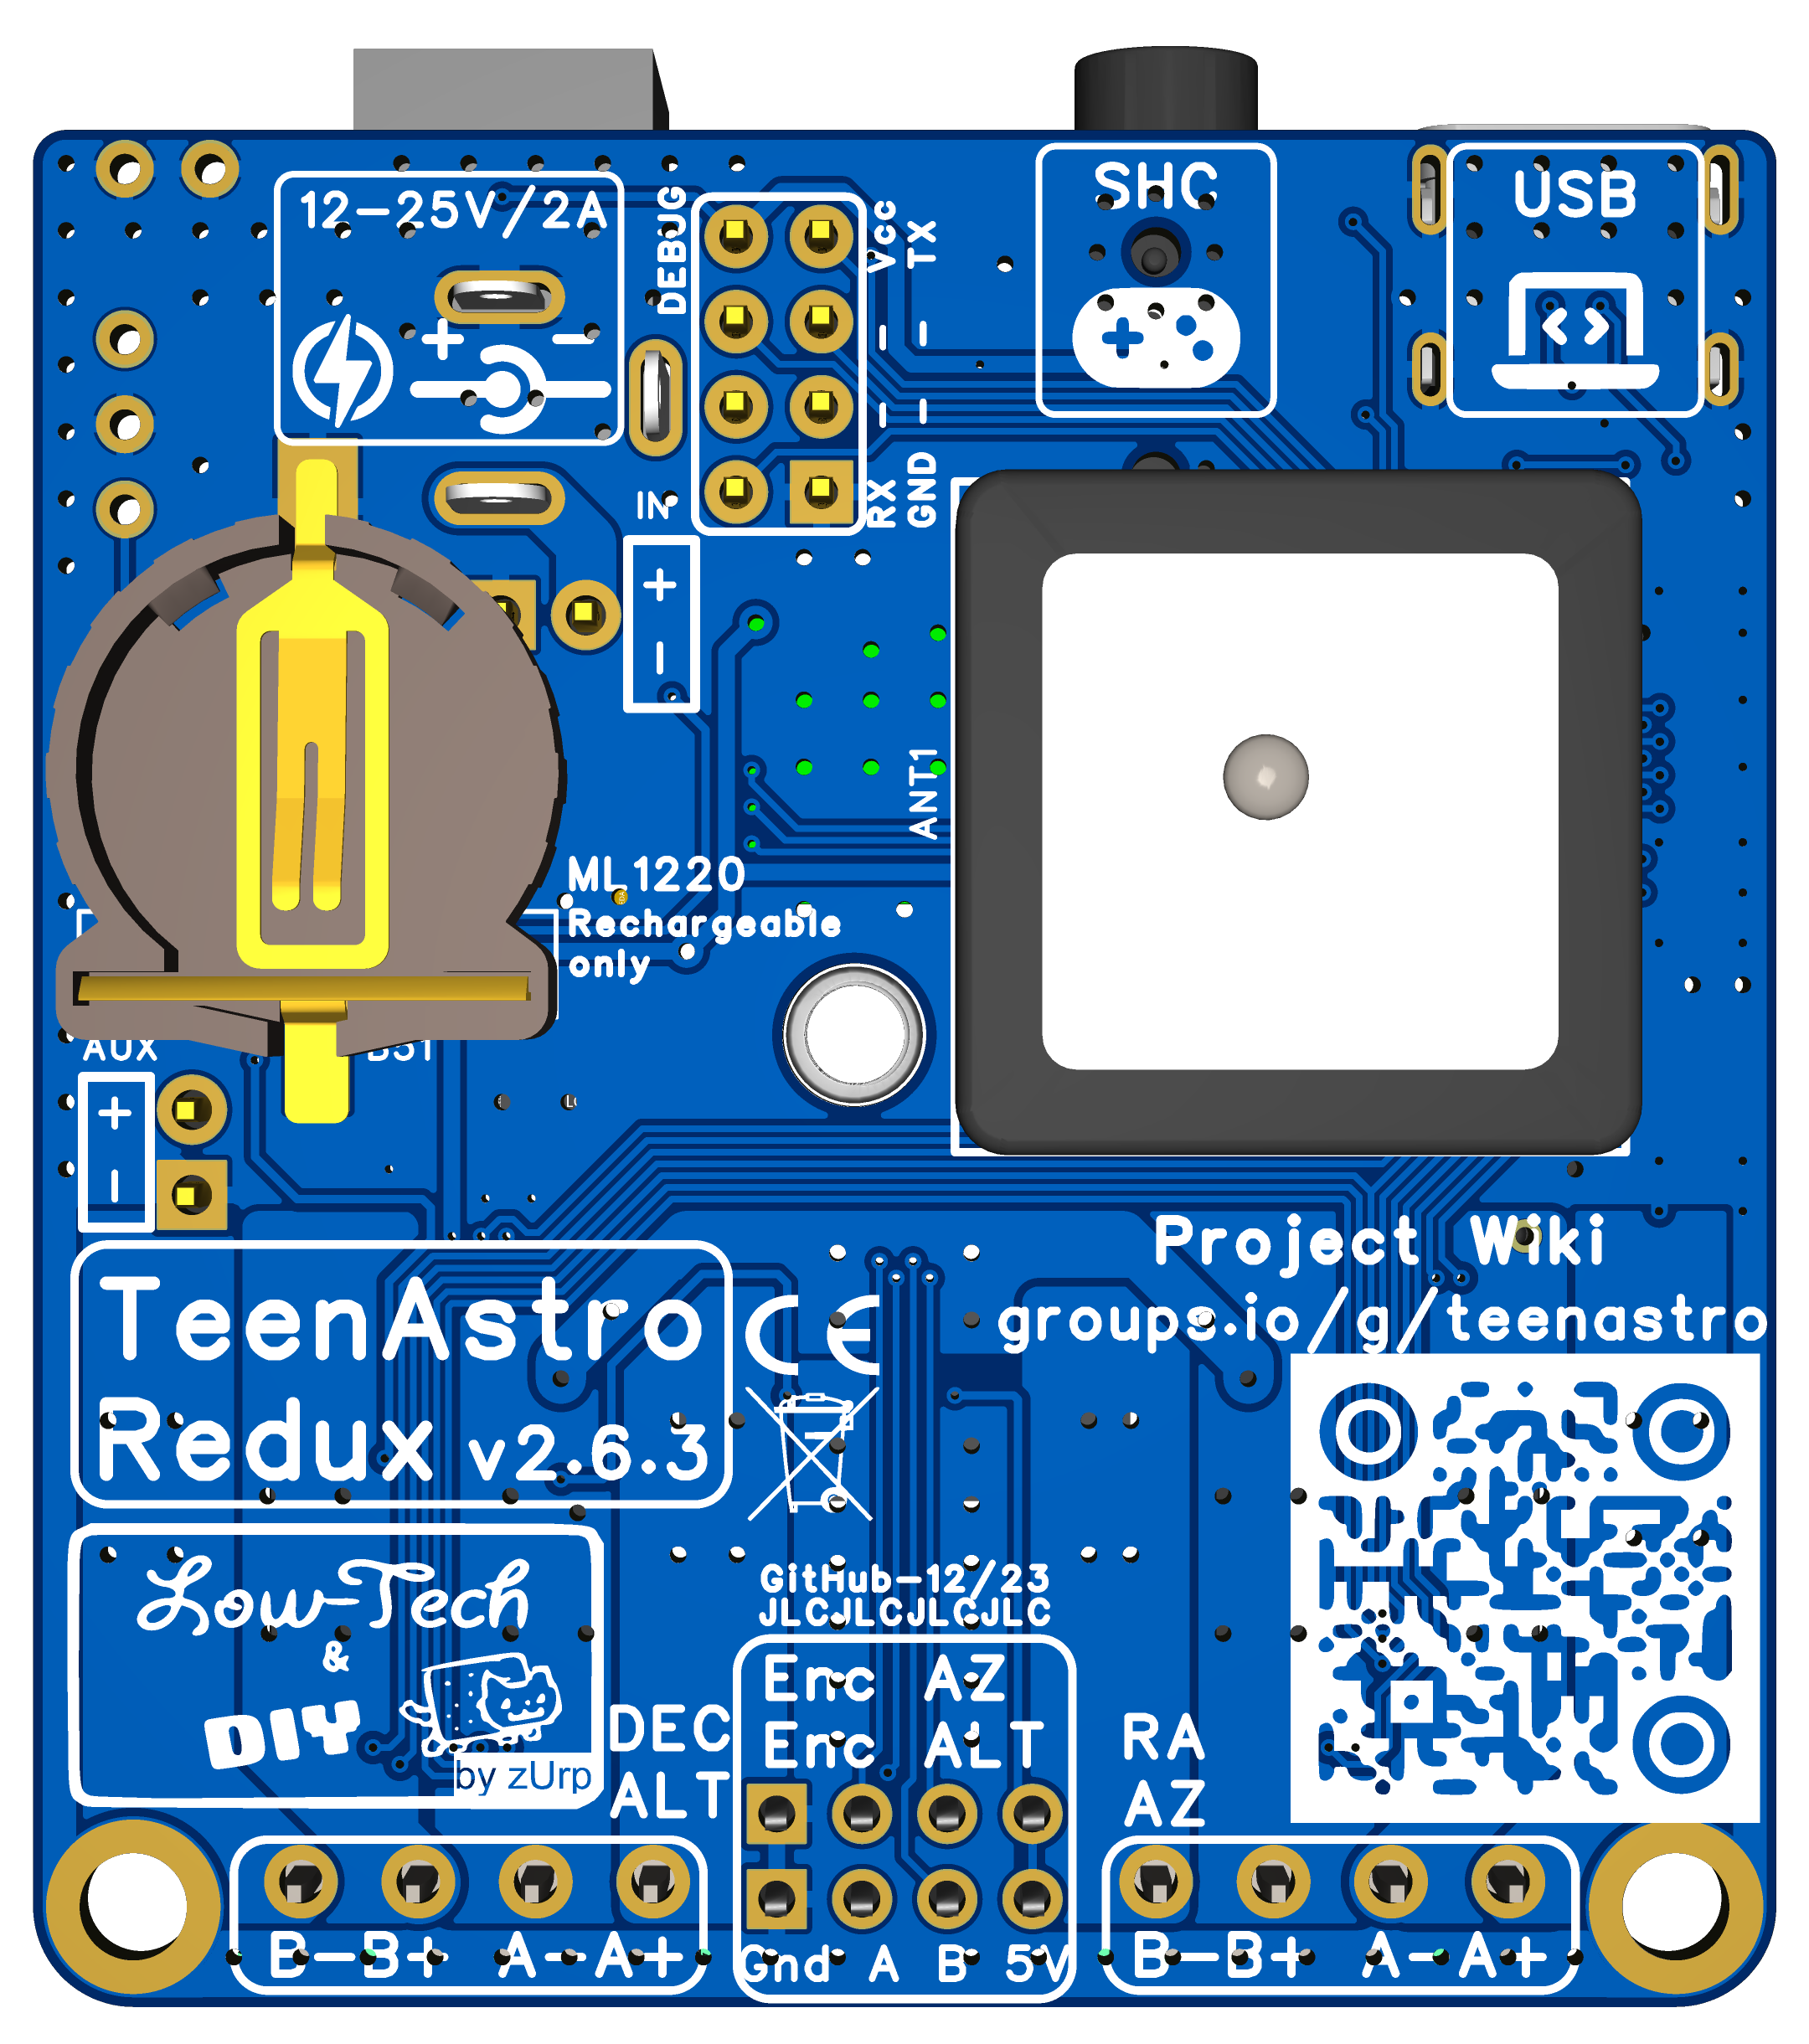 12-25V/2A
+ -
DEBUG
Vcc
TX
- -
- -
RX
GND
SHC
USB
IN
+
-
ANT1
ML1220
Rechargeable
only
AUX
+
-
TeenAstro
Redux v2.6.3
CE
Project Wiki
groups.io/g/teenastro
Low-Tech
&
DIY
by zUrp
GitHub-12/23
JLCJLCJLCJLC
Enc AZ
Enc ALT
DEC
ALT
RA
AZ
B- B+ A- A+
Gnd A B 5V
B- B+ A- A+